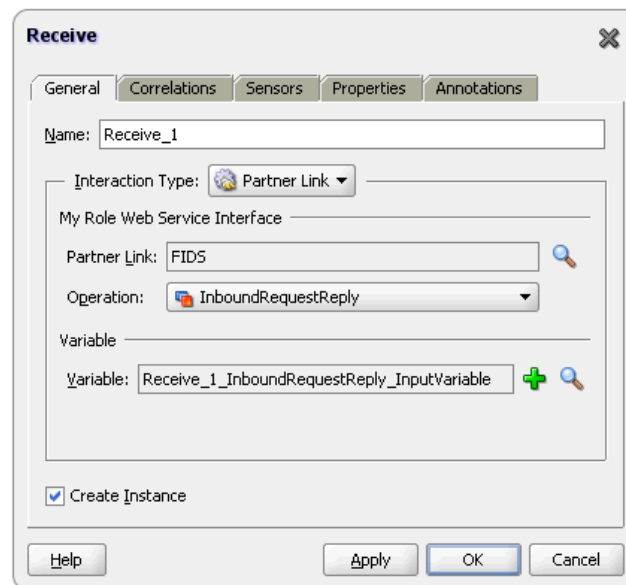 Receive
General Correlations Sensors Properties Annotations
Name: Receive_1
Interaction Type: Partner Link
My Role Web Service Interface
Partner Link: FIDS
Operation: InboundRequestReply
Variable
Variable: Receive_1_InboundRequestReply_InputVariable
Create Instance
Help Apply OK Cancel